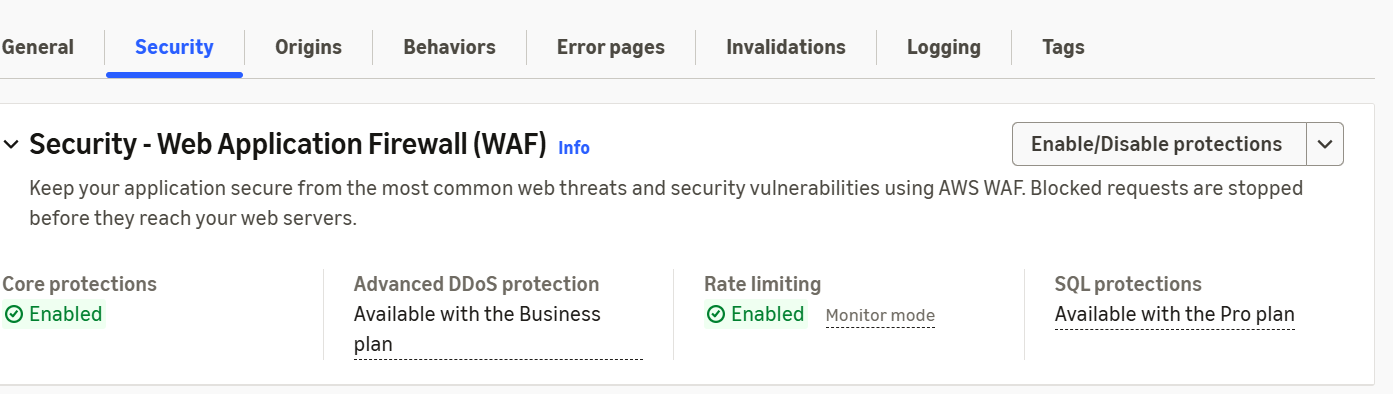 General Security Origins Behaviors Error pages Invalidations Logging Tags
Security - Web Application Firewall (WAF) Info
Enable/Disable protections
Keep your application secure from the most common web threats and security vulnerabilities using AWS WAF. Blocked requests are stopped
before they reach your web servers.
Core protections
Enabled
Advanced DDoS protection
Available with the Business
plan
Rate limiting
Enabled Monitor mode
SQL protections
Available with the Pro plan